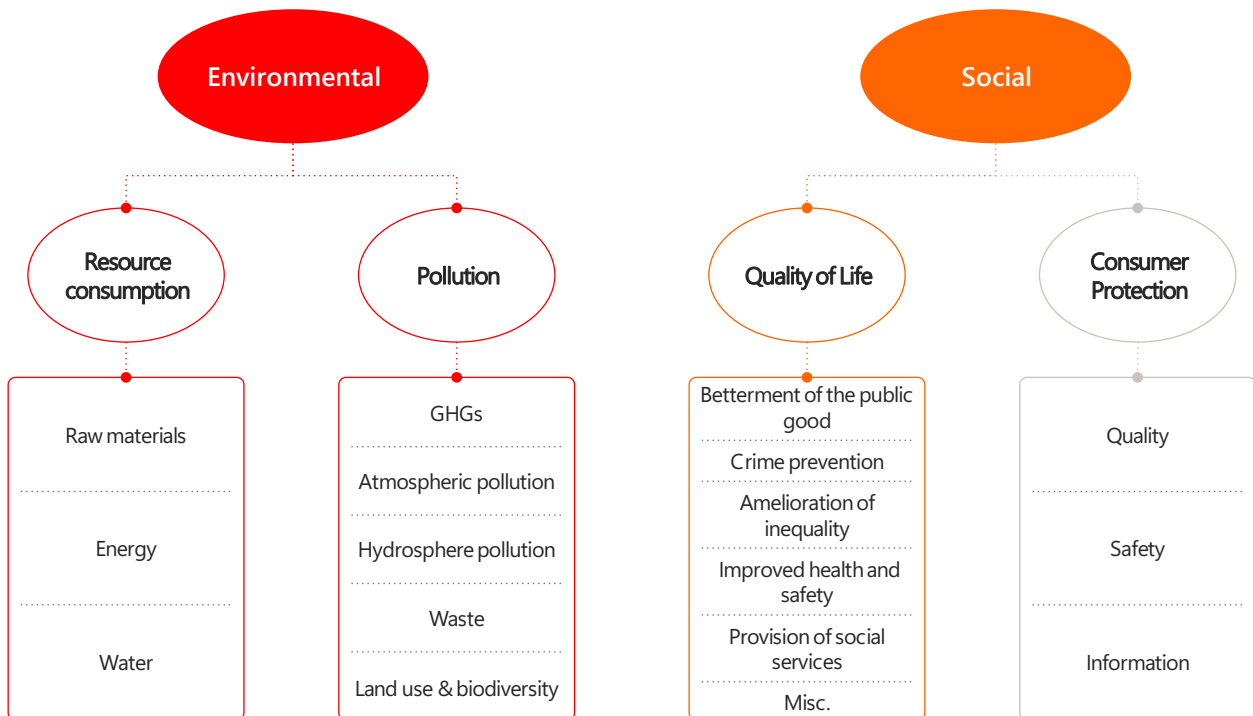 Environmental
Social
Resource
consumption
Pollution
Quality of Life
Consumer
Protection
Raw materials
Energy
Water
GHGs
Atmospheric pollution
Hydrosphere pollution
Waste
Land use & biodiversity
Betterment of the public
good
Crime prevention
Amelioration of
inequality
Improved health and
safety
Provision of social
services
Misc.
Quality
Safety
Information